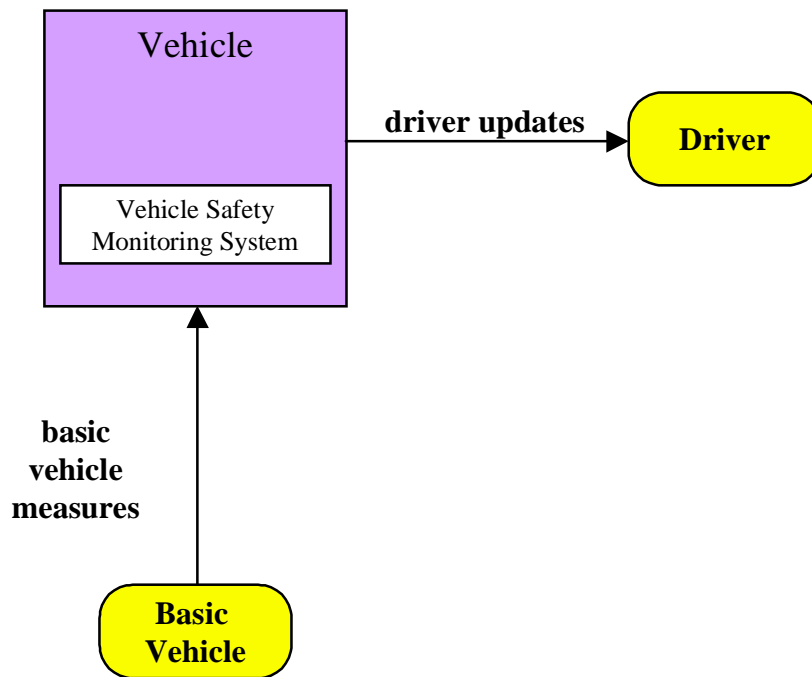 Vehicle
driver updates
Driver
Vehicle Safety
Monitoring System
basic
vehicle
measures
Basic
Vehicle